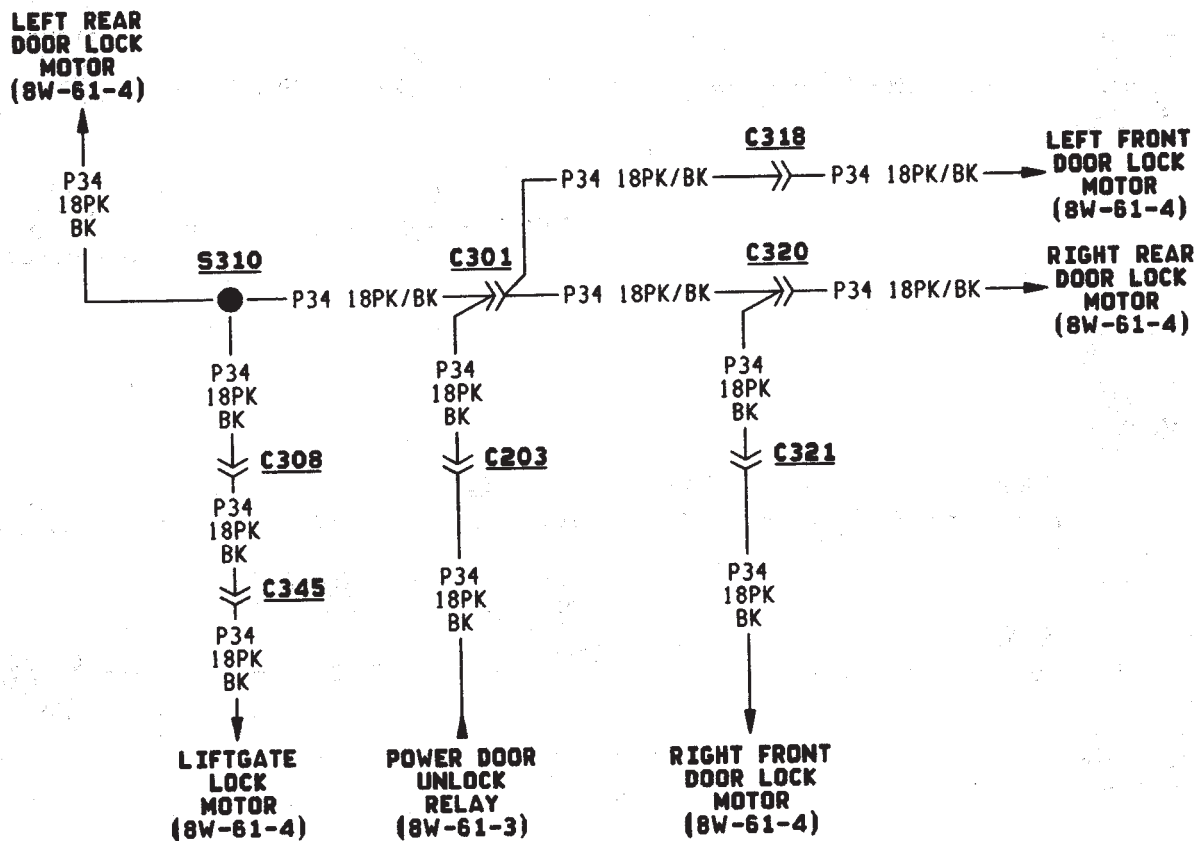 LEFT REAR
DOOR LOCK
MOTOR
(8W-61-4)
P34
18PK
BK
S310
P34 18PK/BK
C301
P34 18PK/BK
C318
P34 18PK/BK
LEFT FRONT
DOOR LOCK
MOTOR
(8W-61-4)
P34 18PK/BK
C320
P34 18PK/BK
RIGHT REAR
DOOR LOCK
MOTOR
(8W-61-4)
P34
18PK
BK
C308
P34
18PK
BK
C345
P34
18PK
BK
LIFTGATE
LOCK
MOTOR
(8W-61-4)
P34
18PK
BK
C203
P34
18PK
BK
POWER DOOR
UNLOCK
RELAY
(8W-61-3)
P34
18PK
BK
C321
P34
18PK
BK
RIGHT FRONT
DOOR LOCK
MOTOR
(8W-61-4)